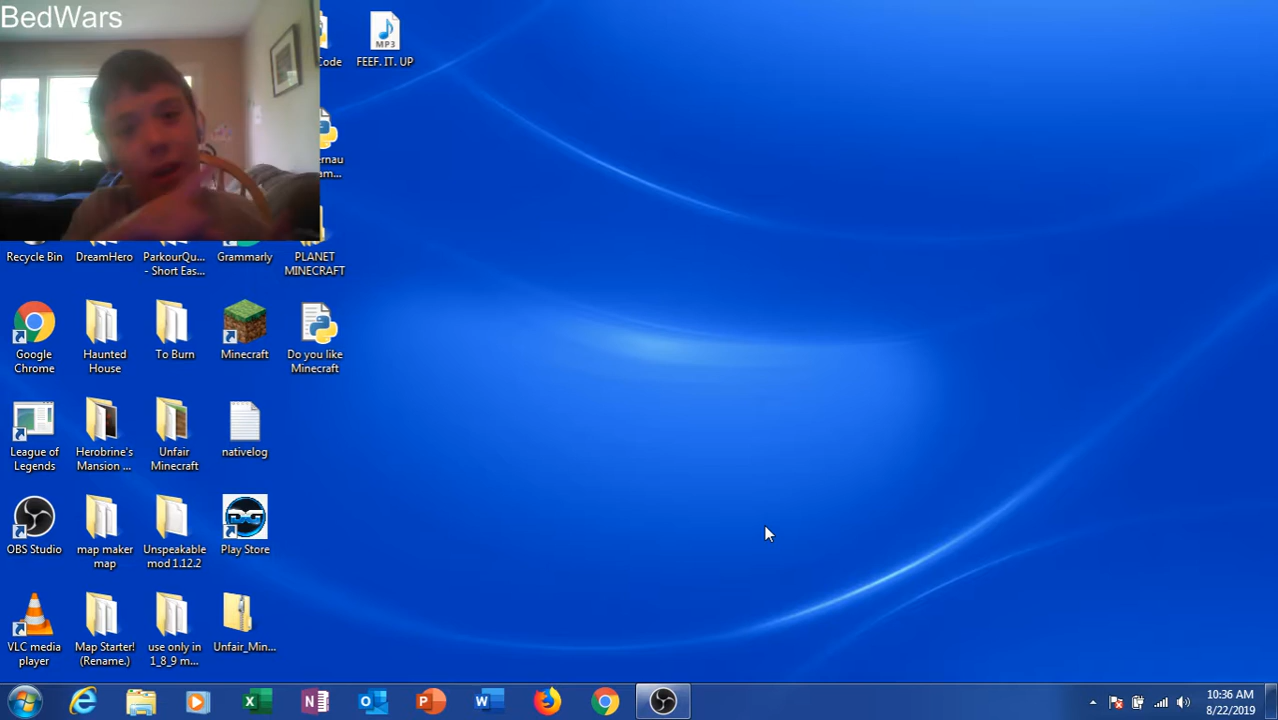 BedWars
Code
FEEF. IT. UP
MP3
ernau
am...
Recycle Bin
DreamHero
ParkourQu...
- Short Eas...
Grammarly
PLANET
MINECRAFT
Google
Chrome
Haunted
House
To Burn
Minecraft
Do you like
Minecraft
League of
Legends
Herobrine's
Mansion ...
Unfair
Minecraft
nativelog
OBS Studio
map maker
map
Unspeakable
mod 1.12.2
Play Store
VLC media
player
Map Starter!
(Rename.)
use only in
1_8_9 m...
Unfair_Min...
10:36 AM
8/22/2019